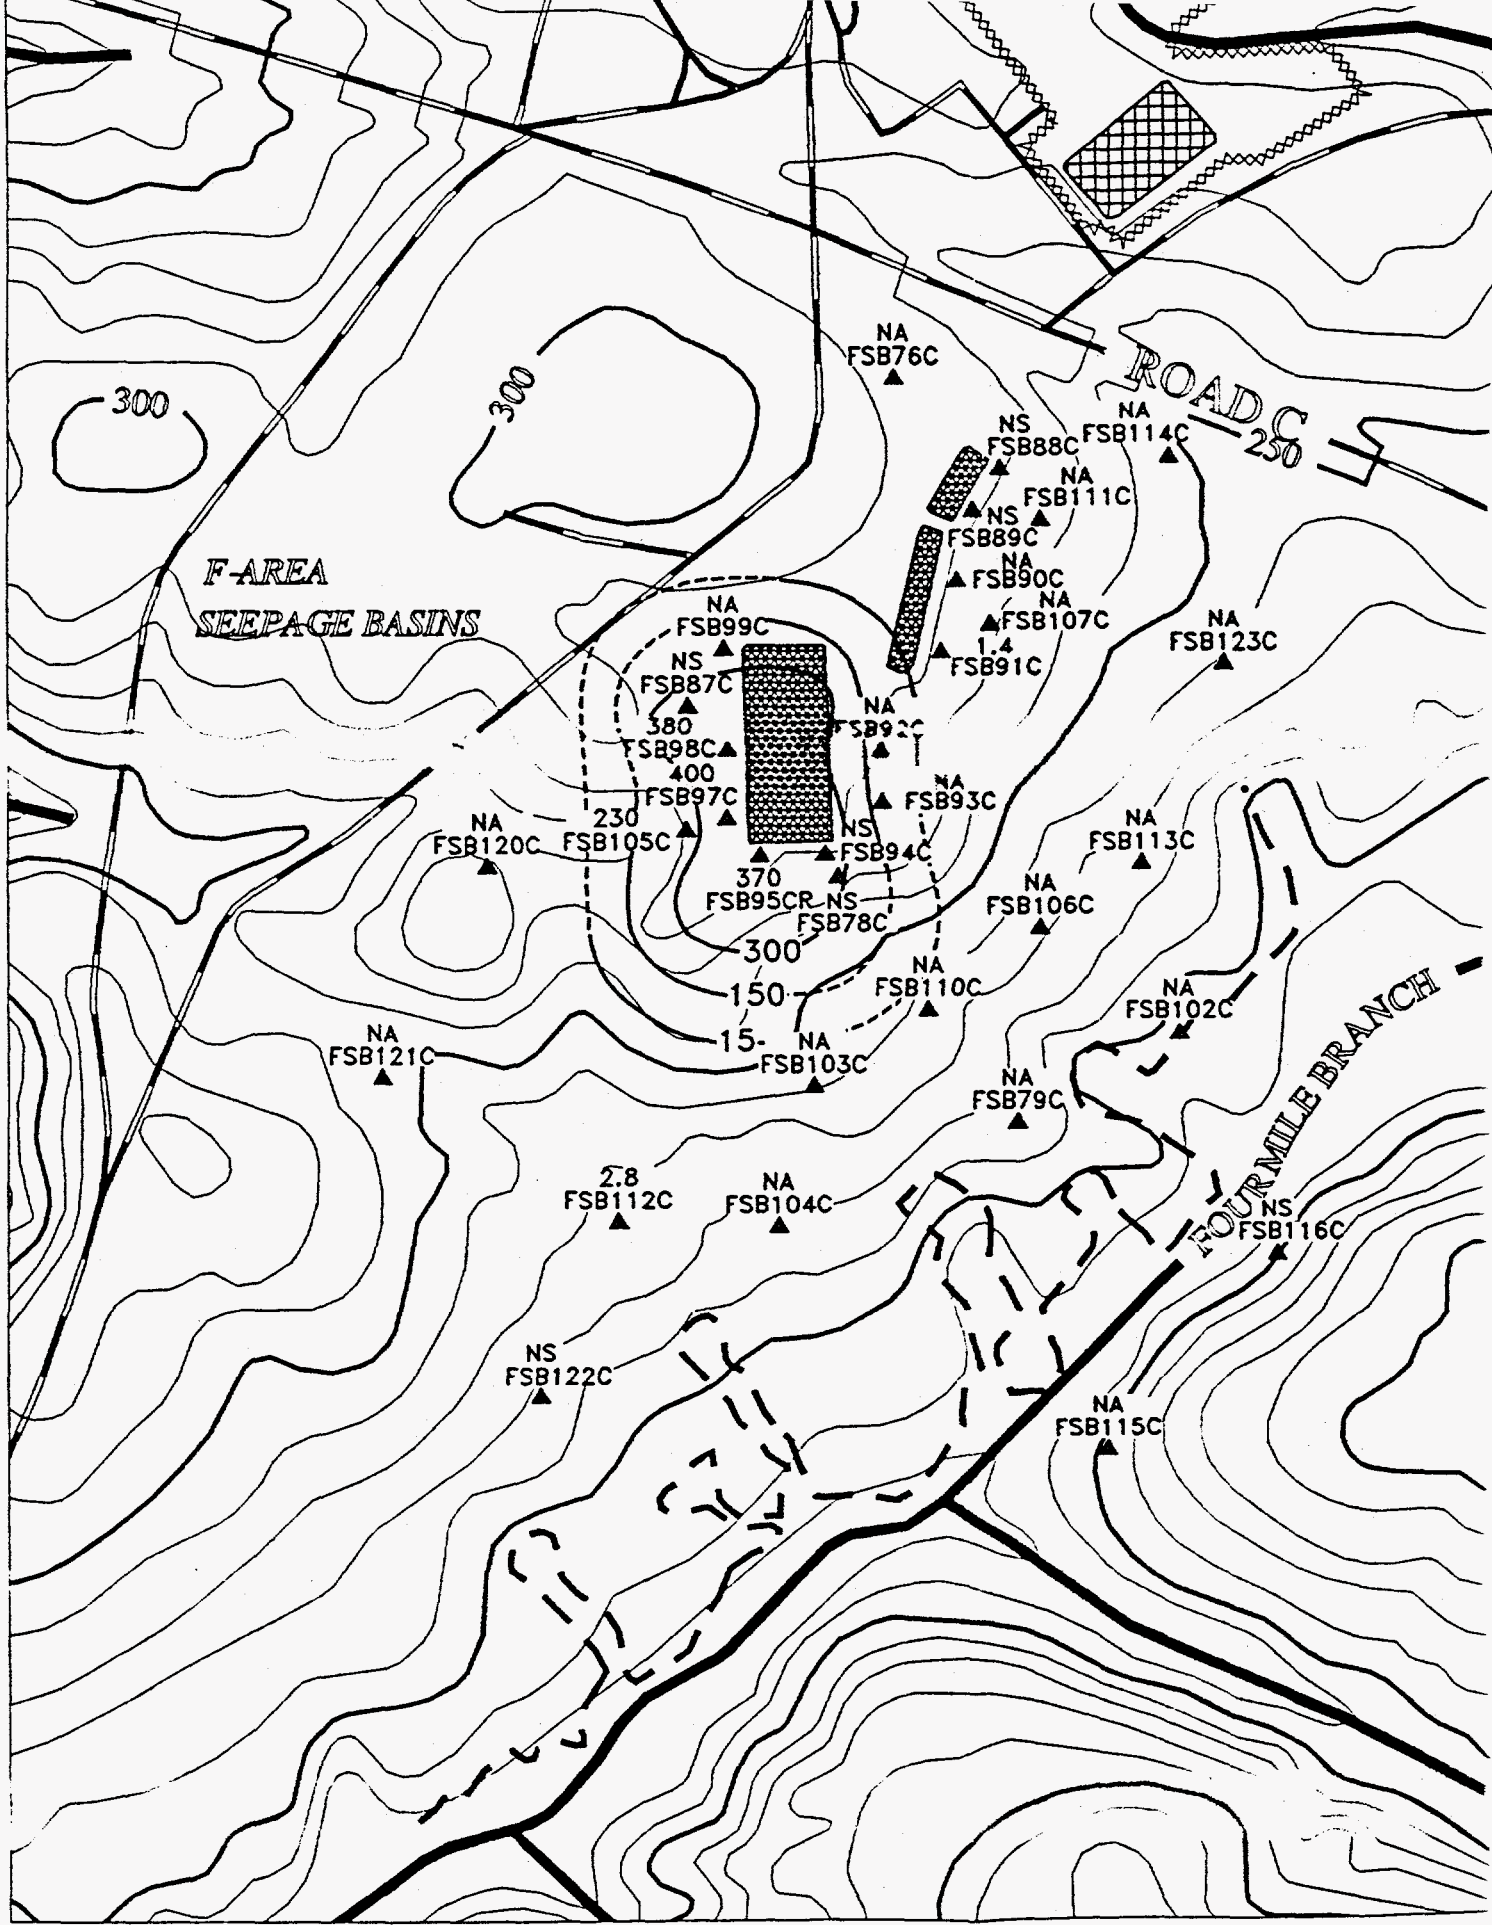 NA
FSB76C
300
300
ROAD C
250
NA
FSB114C
NS
FSB88C
NA
FSB111C
NS
FSB89C
NA
FSB90C
NA
FSB107C
1.4
FSB91C
NA
FSB123C
F-AREA
SEEPAGE BASINS
NA
FSB99C
NS
FSB87C
380
FSB98C
400
FSB97C
230
FSB105C
NA
FSB92C
NA
FSB93C
NS
FSB94C
370
FSB95CR
NS
FSB78C
NA
FSB120C
NA
FSB113C
NA
FSB106C
300
150
15
NA
FSB110C
NA
FSB102C
NA
FSB121C
NA
FSB103C
NA
FSB79C
FOURMILE BRANCH
2.8
FSB112C
NA
FSB104C
NS
FSB116C
NS
FSB122C
NA
FSB115C